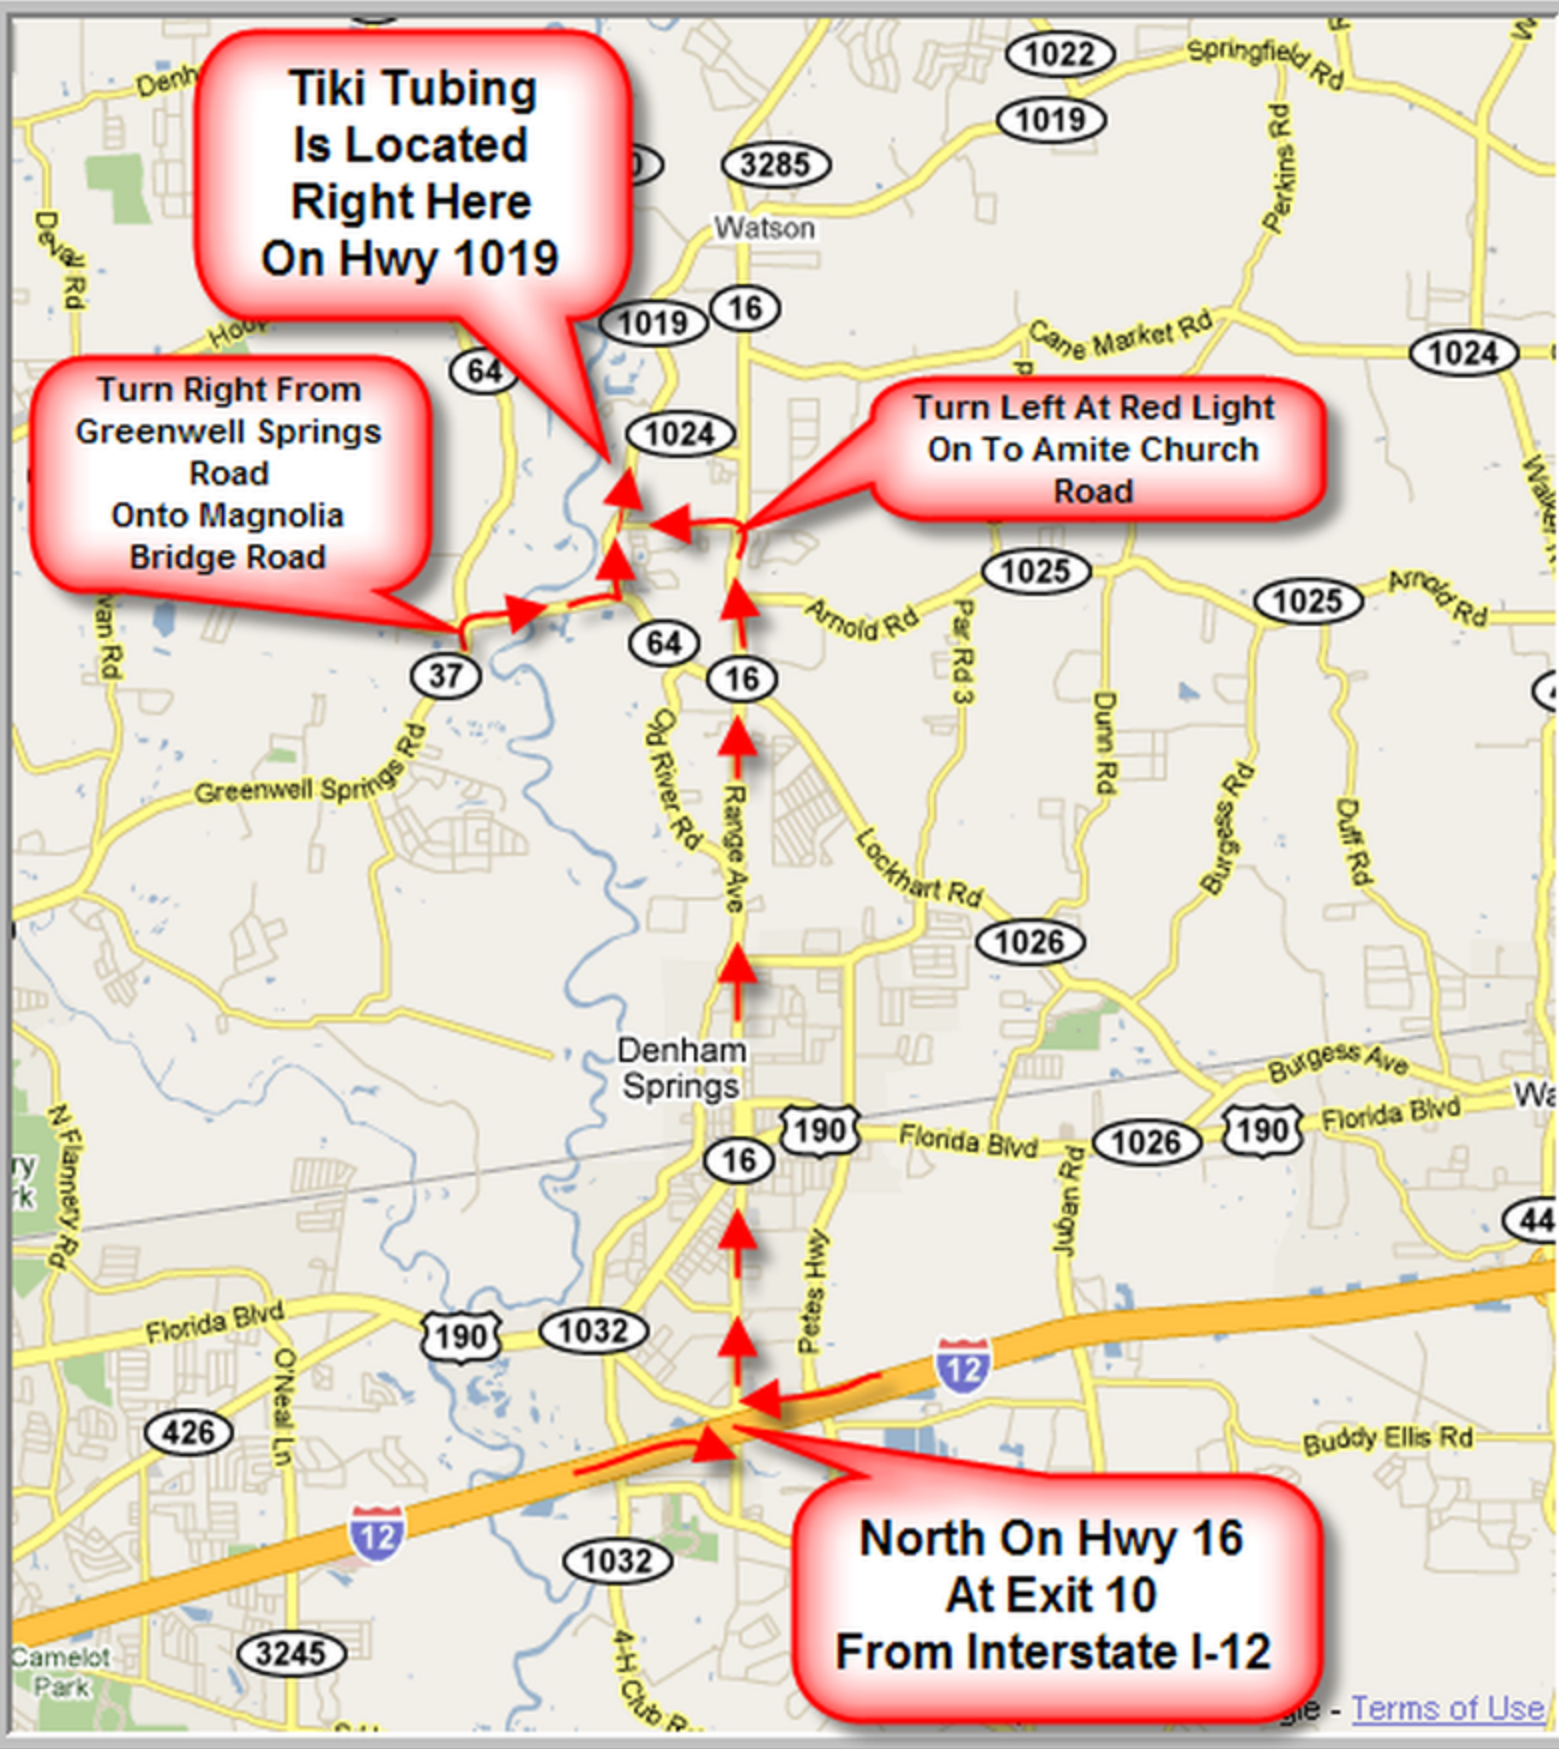 Denh
1022
Springfield Rd
Tiki Tubing
Is Located
Right Here
On Hwy 1019
1019
3285
Perkins Rd
Watson
Devall Rd
1019
16
Cane Market Rd
1024
64
Turn Right From
Greenwell Springs
Road
Onto Magnolia
Bridge Road
Turn Left At Red Light
On To Amite Church
Road
1024
1025
1025
Arnold Rd
Arnold Rd
Par Rd 3
64
37
16
Old River Rd
Dunn Rd
Greenwell Springs Rd
Range Ave
Burgess Rd
Duff Rd
Lockhart Rd
1026
Denham
Springs
Burgess Ave
N Flannery Rd
190
Florida Blvd
1026
190
Florida Blvd
16
Juban Rd
44
Petes Hwy
Florida Blvd
190
1032
O'Neal Ln
12
426
Buddy Ellis Rd
12
North On Hwy 16
At Exit 10
From Interstate I-12
1032
3245
Camelot
Park
4-H Club R
gle - Terms of Use